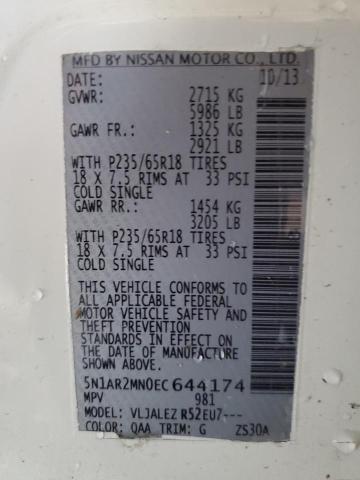 MFD BY NISSAN MOTOR CO., LTD.
DATE: 10/13
GVWR: 2715 KG
5986 LB
GAWR FR.: 1325 KG
2921 LB
WITH P235/65R18 TIRES
18 X 7.5 RIMS AT 33 PSI
COLD SINGLE
GAWR RR.: 1454 KG
3205 LB
WITH P235/65R18 TIRES
18 X 7.5 RIMS AT 33 PSI
COLD SINGLE
THIS VEHICLE CONFORMS TO
ALL APPLICABLE FEDERAL
MOTOR VEHICLE SAFETY AND
THEFT PREVENTION
STANDARDS IN EFFECT ON
THE DATE OF MANUFACTURE
SHOWN ABOVE.
5N1AR2MN0EC644174
MPV 981
MODEL: VLJALEZ R52EU7---
COLOR: QAA TRIM: G ZS30A